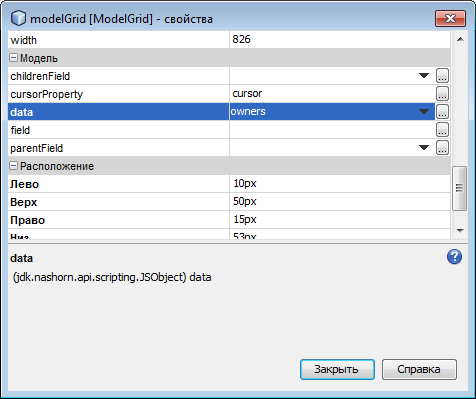 modelGrid [ModelGrid] - свойства
width 826
Модель
childrenField ...
cursorProperty cursor ...
data owners ...
field ...
parentField ...
Расположение
Лево 10px
Верх 50px
Право 15px
Низ 53px
data
(jdk.nashorn.api.scripting.JSObject) data
Закрыть Справка